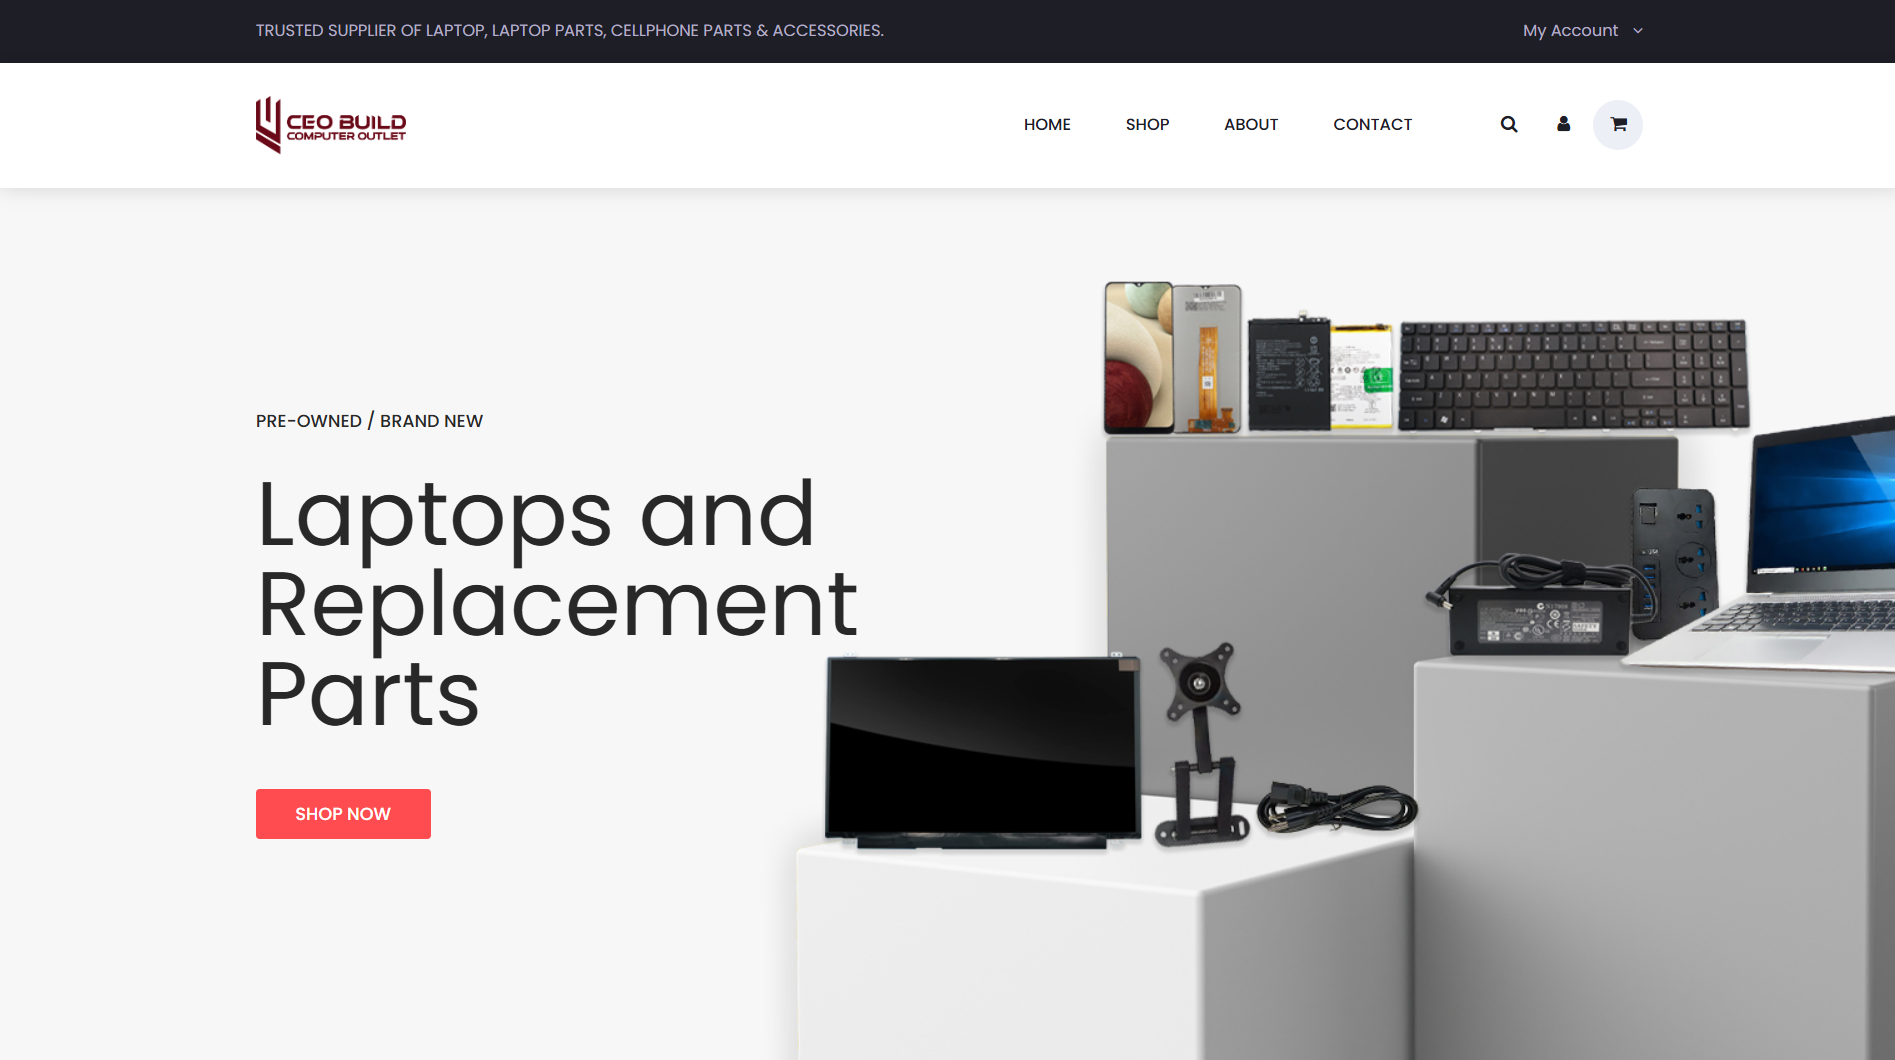 TRUSTED SUPPLIER OF LAPTOP, LAPTOP PARTS, CELLPHONE PARTS & ACCESSORIES.
My Account
CEO BUILD
COMPUTER OUTLET
HOME
SHOP
ABOUT
CONTACT
PRE-OWNED / BRAND NEW
Laptops and
Replacement
Parts
SHOP NOW